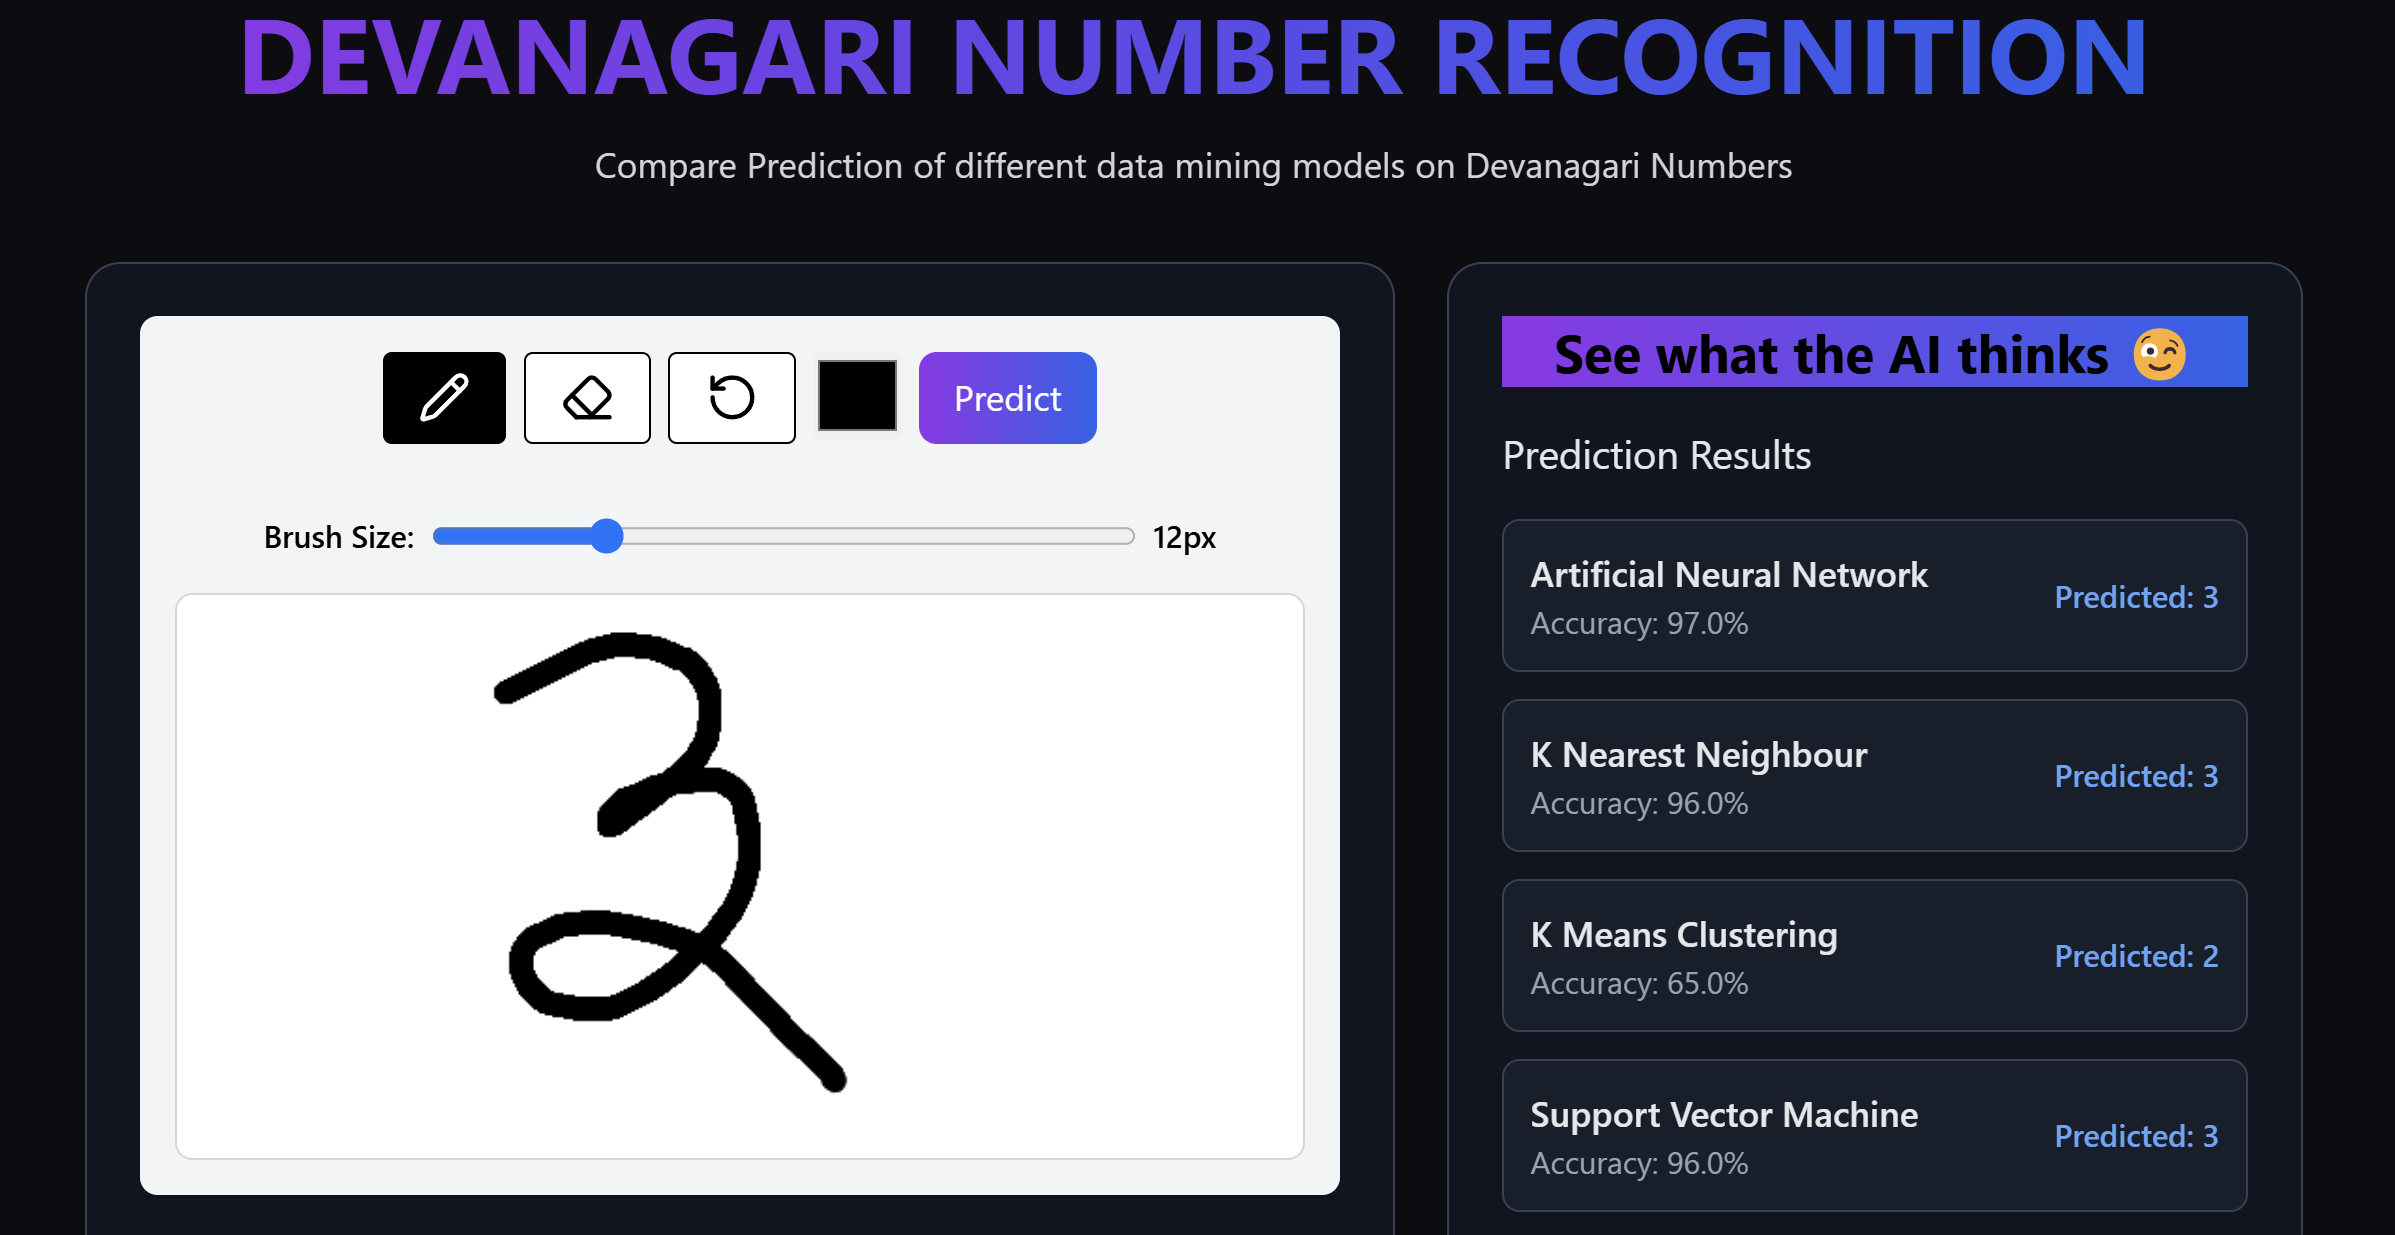 DEVANAGARI NUMBER RECOGNITION
Compare Prediction of different data mining models on Devanagari Numbers
Predict
Brush Size: 12px
३
See what the AI thinks 😉
Prediction Results
Artificial Neural Network
Accuracy: 97.0%
Predicted: 3
K Nearest Neighbour
Accuracy: 96.0%
Predicted: 3
K Means Clustering
Accuracy: 65.0%
Predicted: 2
Support Vector Machine
Accuracy: 96.0%
Predicted: 3